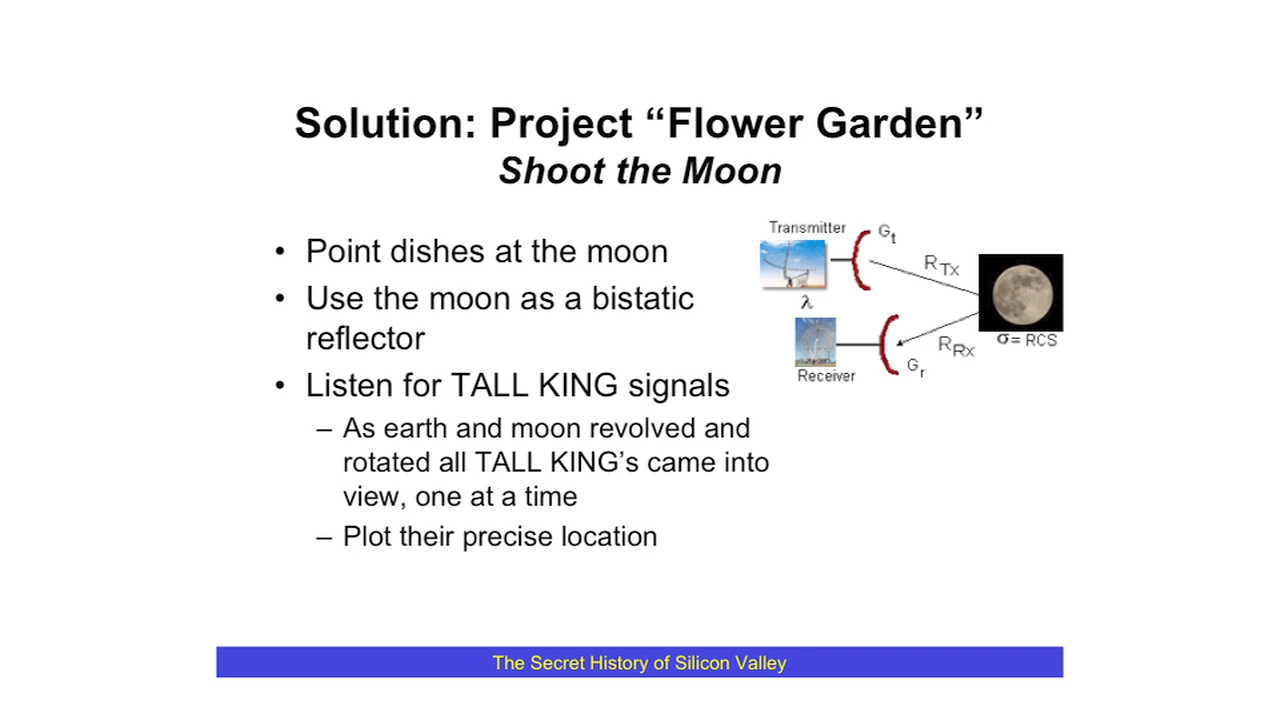 Solution: Project “Flower Garden”
Shoot the Moon
• Point dishes at the moon
• Use the moon as a bistatic
reflector
• Listen for TALL KING signals
– As earth and moon revolved and
rotated all TALL KING’s came into
view, one at a time
– Plot their precise location
Transmitter
Gt
RTx
λ
σ= RCS
RRx
Gr
Receiver
The Secret History of Silicon Valley